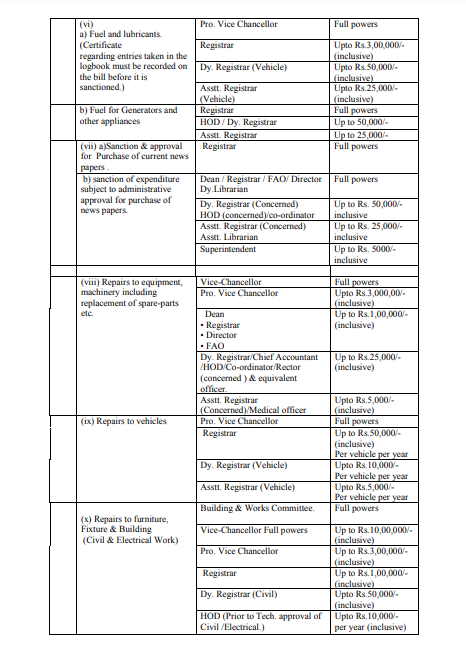 (vi)
a) Fuel and lubricants.
(Certificate
regarding entries taken in the
logbook must be recorded on
the bill before it is
sanctioned.)
Pro. Vice Chancellor
Full powers
Registrar
Upto Rs.3,00,000/-
(inclusive)
Dy. Registrar (Vehicle)
Upto Rs.50,000/-
(inclusive)
Asstt. Registrar
(Vehicle)
Upto Rs.25,000/-
(inclusive)
b) Fuel for Generators and
other appliances
Registrar
Full powers
HOD / Dy. Registrar
Up to 50,000/-
Asstt. Registrar
Up to 25,000/-
(vii) a)Sanction & approval
for Purchase of current news
papers .
Registrar
Full powers
b) sanction of expenditure
subject to administrative
approval for purchase of
news papers.
Dean / Registrar / FAO/ Director
Dy.Librarian
Full powers
Dy. Registrar (Concerned)
HOD (concerned)/co-ordinator
Up to Rs. 50,000/-
inclusive
Asstt. Registrar (Concerned)
Asstt. Librarian
Up to Rs. 25,000/-
inclusive
Superintendent
Up to Rs. 5000/-
inclusive
(viii) Repairs to equipment,
machinery including
replacement of spare-parts
etc.
Vice-Chancellor
Full powers
Pro. Vice Chancellor
Upto Rs.3,000,00/-
(inclusive)
Dean
• Registrar
• Director
• FAO
Up to Rs.1,00,000/-
(inclusive)
Dy. Registrar/Chief Accountant
/HOD/Co-ordinator/Rector
(concerned ) & equivalent
officer.
Up to Rs.25,000/-
(inclusive)
Asstt. Registrar
(Concerned)/Medical officer
Upto Rs.5,000/-
(inclusive)
(ix) Repairs to vehicles
Pro. Vice Chancellor
Full powers
Registrar
Up to Rs.50,000/-
(inclusive)
Per vehicle per year
Dy. Registrar (Vehicle)
Upto Rs.10,000/-
Per vehicle per year
Asstt. Registrar (Vehicle)
Upto Rs.5,000/-
Per vehicle per year
(x) Repairs to furniture,
Fixture & Building
(Civil & Electrical Work)
Building & Works Committee.
Full powers
Vice-Chancellor Full powers
Up to Rs.10,00,000/-
(inclusive)
Pro. Vice Chancellor
Up to Rs.3,00,000/-
(inclusive)
Registrar
Up to Rs.1,00,000/-
(inclusive)
Dy. Registrar (Civil)
Upto Rs.50,000/-
(inclusive)
HOD (Prior to Tech. approval of
Civil /Electrical.)
Upto Rs.10,000/-
per year (inclusive)